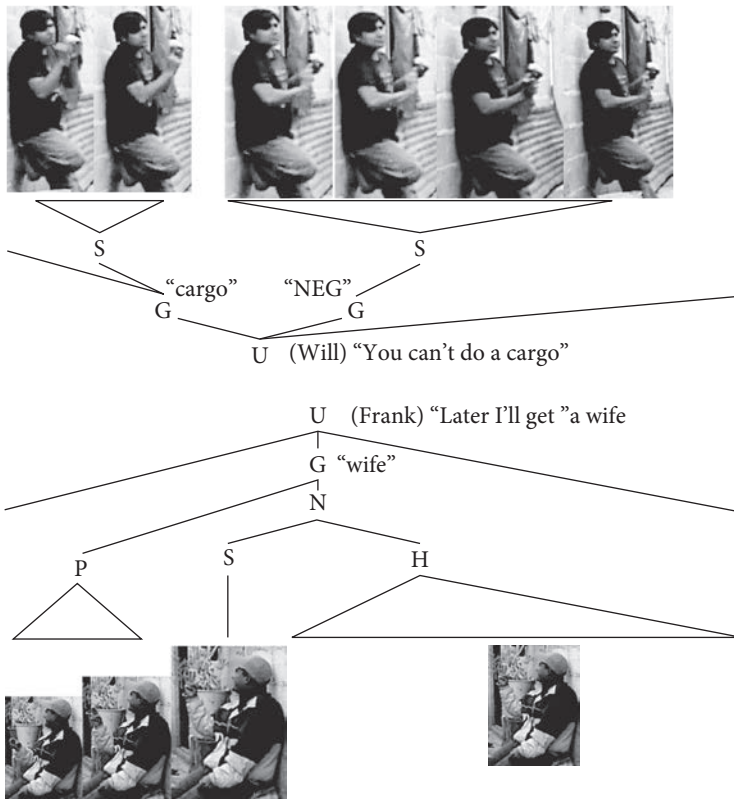 S S
“cargo” “NEG”
G G
U (Will) “You can't do a cargo”
U (Frank) “Later I'll get ”a wife
G “wife”
N
P S H